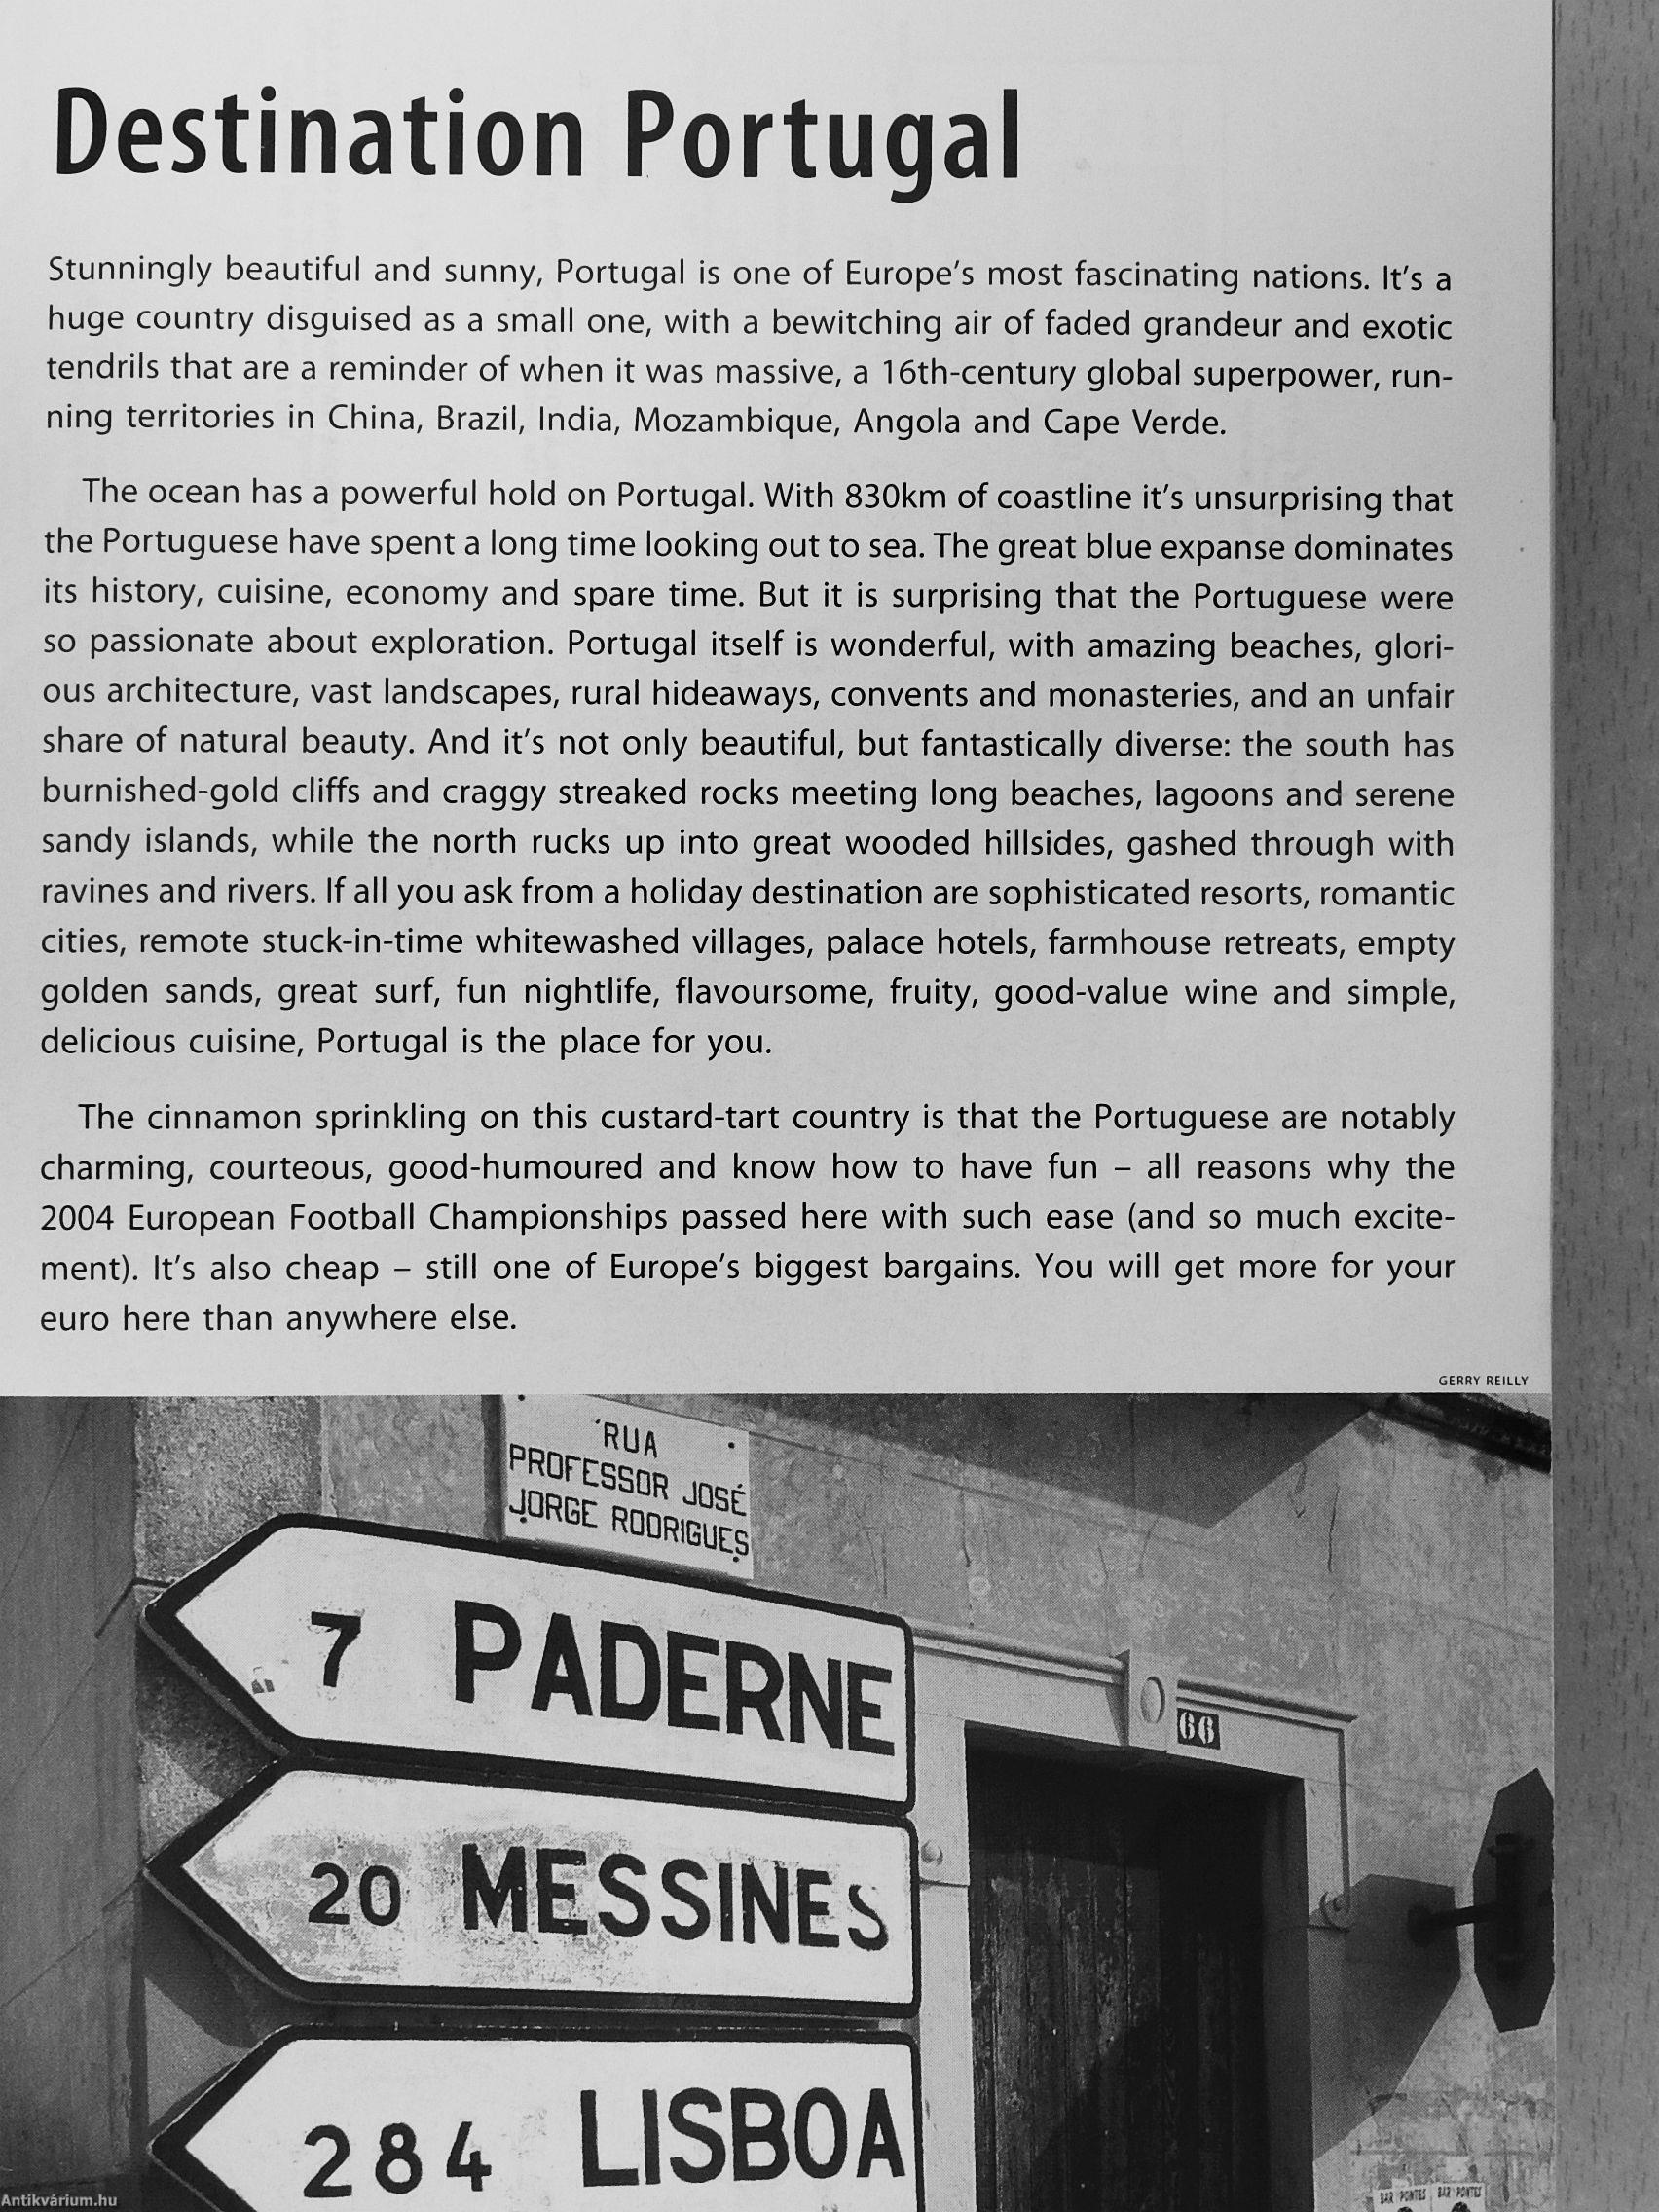 Destination Portugal
Stunningly beautiful and sunny, Portugal is one of Europe's most fascinating nations. It's a
huge country disguised as a small one, with a bewitching air of faded grandeur and exotic
tendrils that are a reminder of when it was massive, a 16th-century global superpower, run-
ning territories in China, Brazil, India, Mozambique, Angola and Cape Verde.
The ocean has a powerful hold on Portugal. With 830km of coastline it's unsurprising that
the Portuguese have spent a long time looking out to sea. The great blue expanse dominates
its history, cuisine, economy and spare time. But it is surprising that the Portuguese were
so passionate about exploration. Portugal itself is wonderful, with amazing beaches, glori-
ous architecture, vast landscapes, rural hideaways, convents and monasteries, and an unfair
share of natural beauty. And it's not only beautiful, but fantastically diverse: the south has
burnished-gold cliffs and craggy streaked rocks meeting long beaches, lagoons and serene
sandy islands, while the north rucks up into great wooded hillsides, gashed through with
ravines and rivers. If all you ask from a holiday destination are sophisticated resorts, romantic
cities, remote stuck-in-time whitewashed villages, palace hotels, farmhouse retreats, empty
golden sands, great surf, fun nightlife, flavoursome, fruity, good-value wine and simple,
delicious cuisine, Portugal is the place for you.
The cinnamon sprinkling on this custard-tart country is that the Portuguese are notably
charming, courteous, good-humoured and know how to have fun – all reasons why the
2004 European Football Championships passed here with such ease (and so much excite-
ment). It's also cheap – still one of Europe's biggest bargains. You will get more for your
euro here than anywhere else.
GERRY REILLY
RUA
PROFESSOR JOSÉ
JORGE RODRIGUES
7 PADERNE
66
20 MESSINES
284 LISBOA
BAR PONTES BAR PONTES
Antikvárium.hu